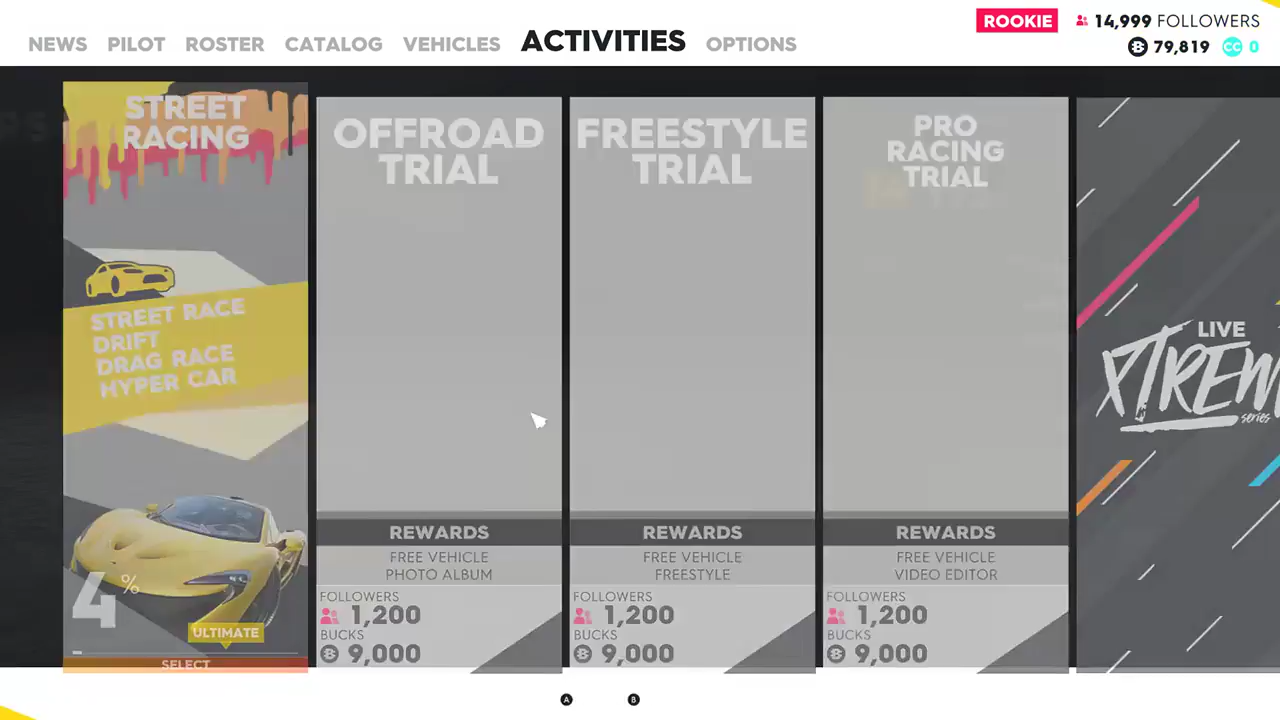 ROOKIE 14,999 FOLLOWERS
NEWS PILOT ROSTER CATALOG VEHICLES ACTIVITIES OPTIONS
79,819 CC 0
STREET
RACING
STREET RACE
DRIFT
DRAG RACE
HYPER CAR
4%
ULTIMATE
SELECT
OFFROAD
TRIAL
REWARDS
FREE VEHICLE
PHOTO ALBUM
FOLLOWERS
1,200
BUCKS
9,000
FREESTYLE
TRIAL
REWARDS
FREE VEHICLE
FREESTYLE
FOLLOWERS
1,200
BUCKS
9,000
PRO
RACING
TRIAL
REWARDS
FREE VEHICLE
VIDEO EDITOR
FOLLOWERS
1,200
BUCKS
9,000
LIVE
XTREM
series
A B